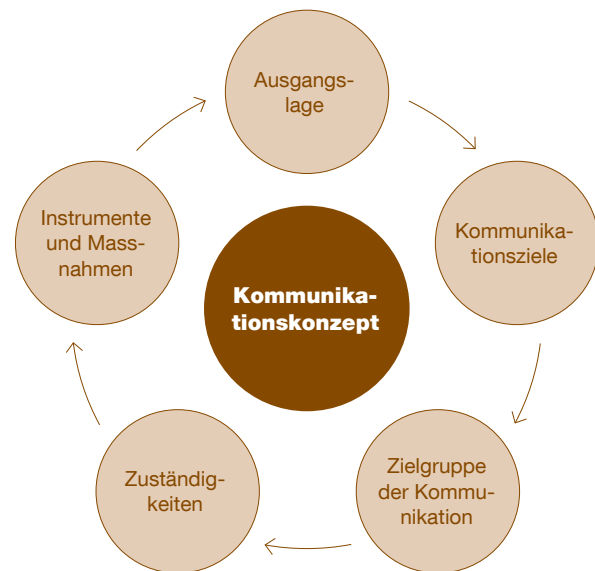 Ausgangs-
lage
Kommunika-
tionsziele
Zielgruppe
der Kommu-
nikation
Zuständig-
keiten
Instrumente
und Mass-
nahmen
Kommunika-
tionskonzept